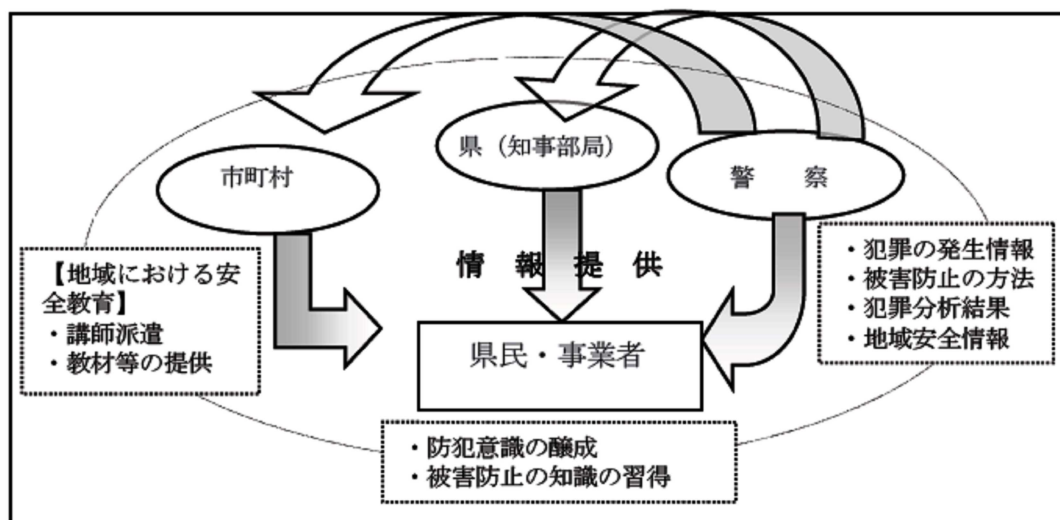 市町村
県（知事部局）
警　察
情　報　提　供
【地域における安
全教育】
・講師派遣
・教材等の提供
・犯罪の発生情報
・被害防止の方法
・犯罪分析結果
・地域安全情報
県民・事業者
・防犯意識の醸成
・被害防止の知識の習得